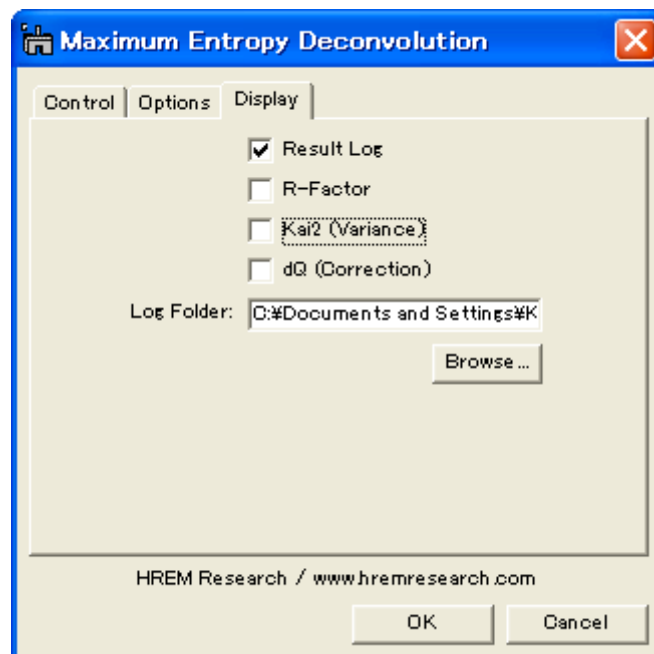 Maximum Entropy Deconvolution
Control Options Display
Result Log
R-Factor
Kai2 (Variance)
dQ (Correction)
Log Folder: C:¥Documents and Settings¥K
Browse...
HREM Research / www.hremresearch.com
OK Cancel